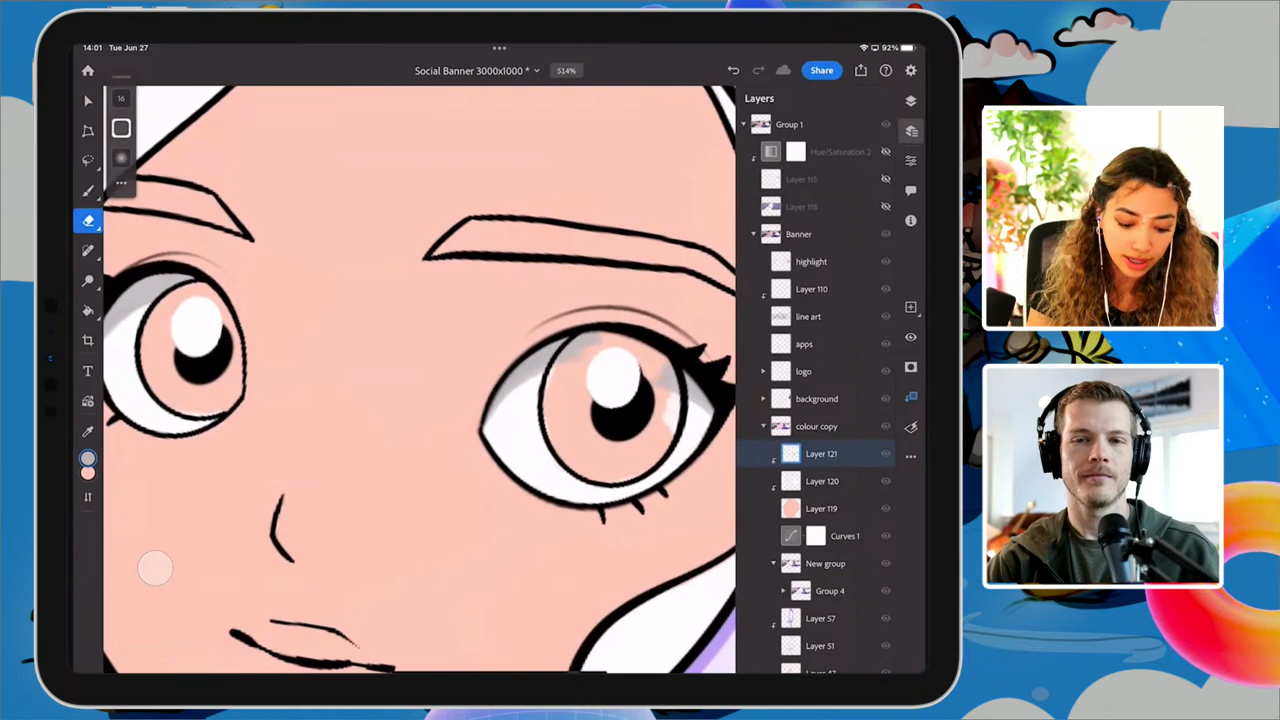 14:01 Tue Jun 27
92%
Social Banner 3000x1000 *
514%
Share
16
Layers
Group 1
Hue/Saturation 2
Layer 115
Layer 116
Banner
highlight
Layer 110
line art
apps
logo
background
colour copy
Layer 121
Layer 120
Layer 119
Curves 1
New group
Group 4
Layer 57
Layer 51